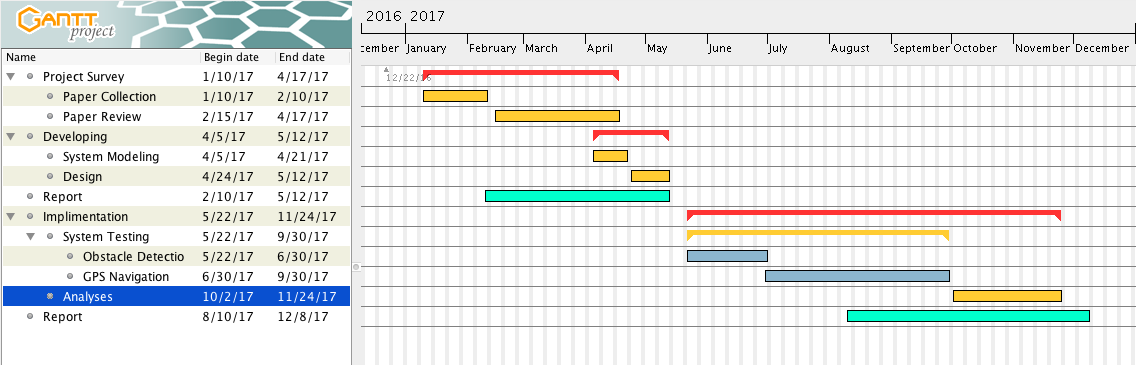 GANTT
project
2016 2017
cember January February March April May June July August September October November December
Name Begin date End date
12/22/16
Project Survey 1/10/17 4/17/17
Paper Collection 1/10/17 2/10/17
Paper Review 2/15/17 4/17/17
Developing 4/5/17 5/12/17
System Modeling 4/5/17 4/21/17
Design 4/24/17 5/12/17
Report 2/10/17 5/12/17
Implimentation 5/22/17 11/24/17
System Testing 5/22/17 9/30/17
Obstacle Detectio 5/22/17 6/30/17
GPS Navigation 6/30/17 9/30/17
Analyses 10/2/17 11/24/17
Report 8/10/17 12/8/17